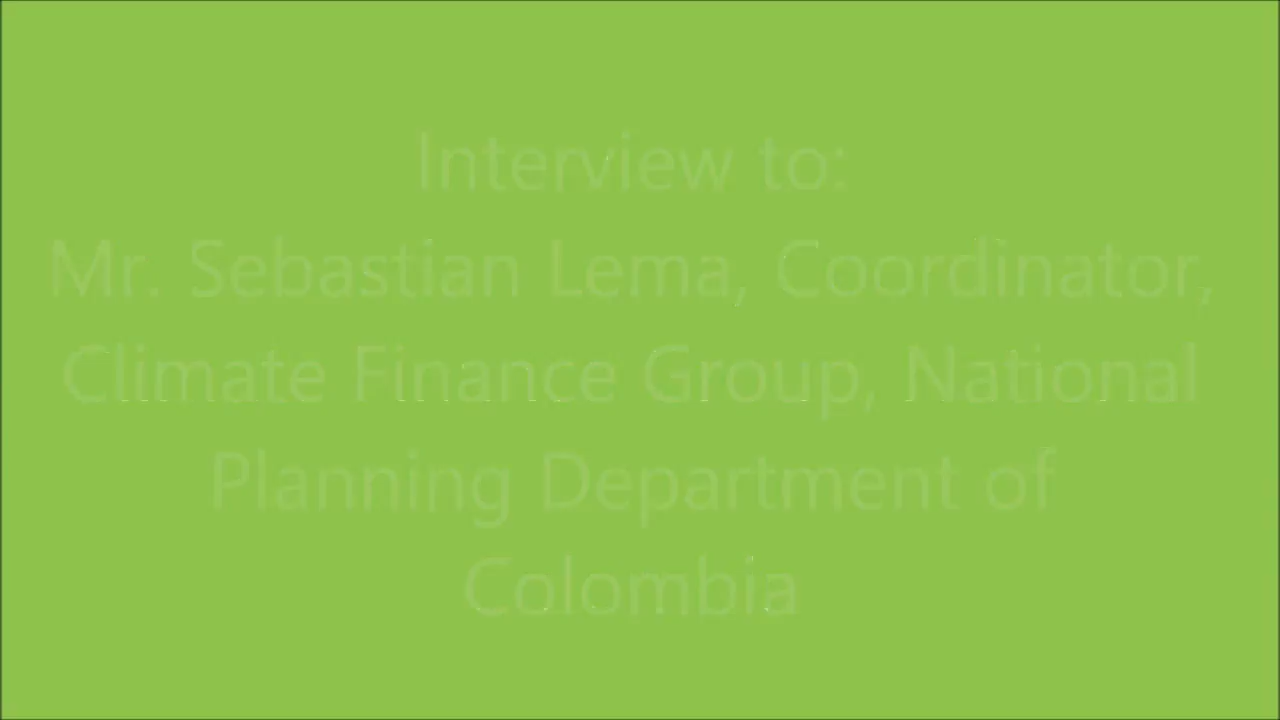 Interview to:
Mr. Sebastian Lema, Coordinator,
Climate Finance Group, National
Planning Department of
Colombia